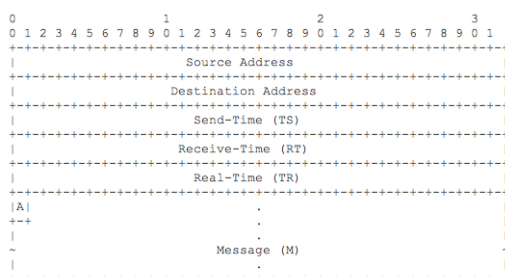 0                   1                   2                   3
0 1 2 3 4 5 6 7 8 9 0 1 2 3 4 5 6 7 8 9 0 1 2 3 4 5 6 7 8 9 0 1
+-+-+-+-+-+-+-+-+-+-+-+-+-+-+-+-+-+-+-+-+-+-+-+-+-+-+-+-+-+-+-+-+
| Source Address |
+-+-+-+-+-+-+-+-+-+-+-+-+-+-+-+-+-+-+-+-+-+-+-+-+-+-+-+-+-+-+-+-+
| Destination Address |
+-+-+-+-+-+-+-+-+-+-+-+-+-+-+-+-+-+-+-+-+-+-+-+-+-+-+-+-+-+-+-+-+
| Send-Time (TS) |
+-+-+-+-+-+-+-+-+-+-+-+-+-+-+-+-+-+-+-+-+-+-+-+-+-+-+-+-+-+-+-+-+
| Receive-Time (RT) |
+-+-+-+-+-+-+-+-+-+-+-+-+-+-+-+-+-+-+-+-+-+-+-+-+-+-+-+-+-+-+-+-+
| Real-Time (TR) |
+-+-+-+-+-+-+-+-+-+-+-+-+-+-+-+-+-+-+-+-+-+-+-+-+-+-+-+-+-+-+-+-+
|A| .
+-+ .
| .
~ Message (M) ~
| .